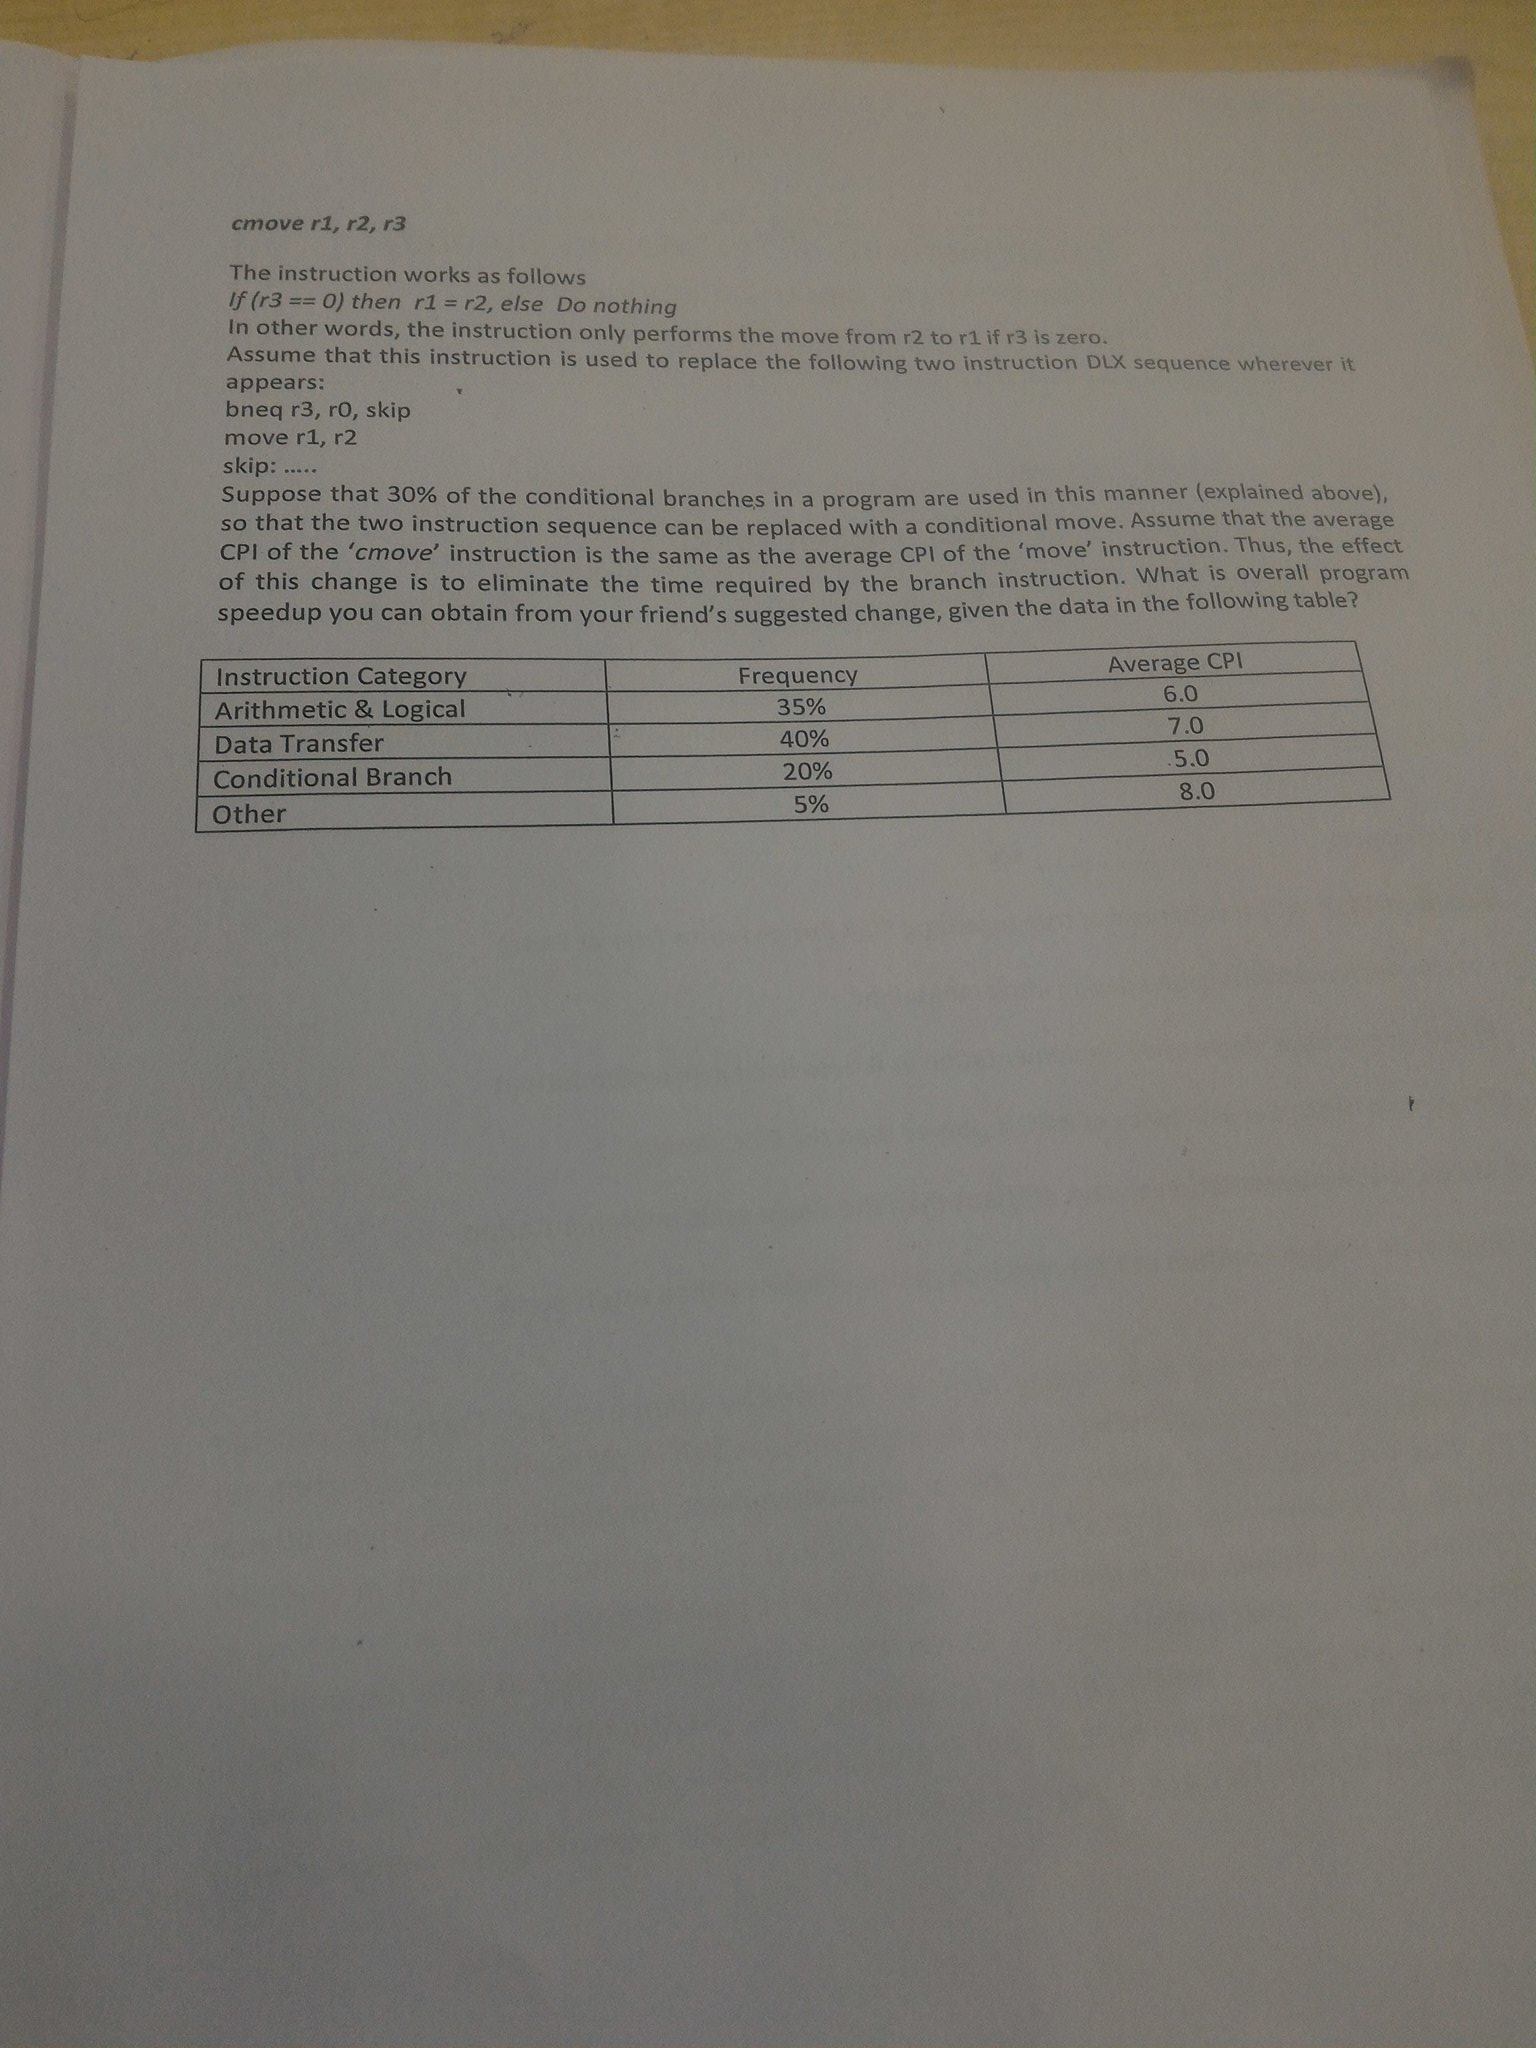 cmove r1, r2, r3
The instruction works as follows
If (r3 == 0) then r1 = r2, else Do nothing
In other words, the instruction only performs the move from r2 to r1 if r3 is zero.
Assume that this instruction is used to replace the following two instruction DLX sequence wherever it
appears:
bneq r3, r0, skip
move r1, r2
skip: .....
Suppose that 30% of the conditional branches in a program are used in this manner (explained above),
so that the two instruction sequence can be replaced with a conditional move. Assume that the average
CPI of the ‘cmove’ instruction is the same as the average CPI of the ‘move’ instruction. Thus, the effect
of this change is to eliminate the time required by the branch instruction. What is overall program
speedup you can obtain from your friend’s suggested change, given the data in the following table?
Instruction Category Frequency Average CPI
Arithmetic & Logical 35% 6.0
Data Transfer 40% 7.0
Conditional Branch 20% 5.0
Other 5% 8.0